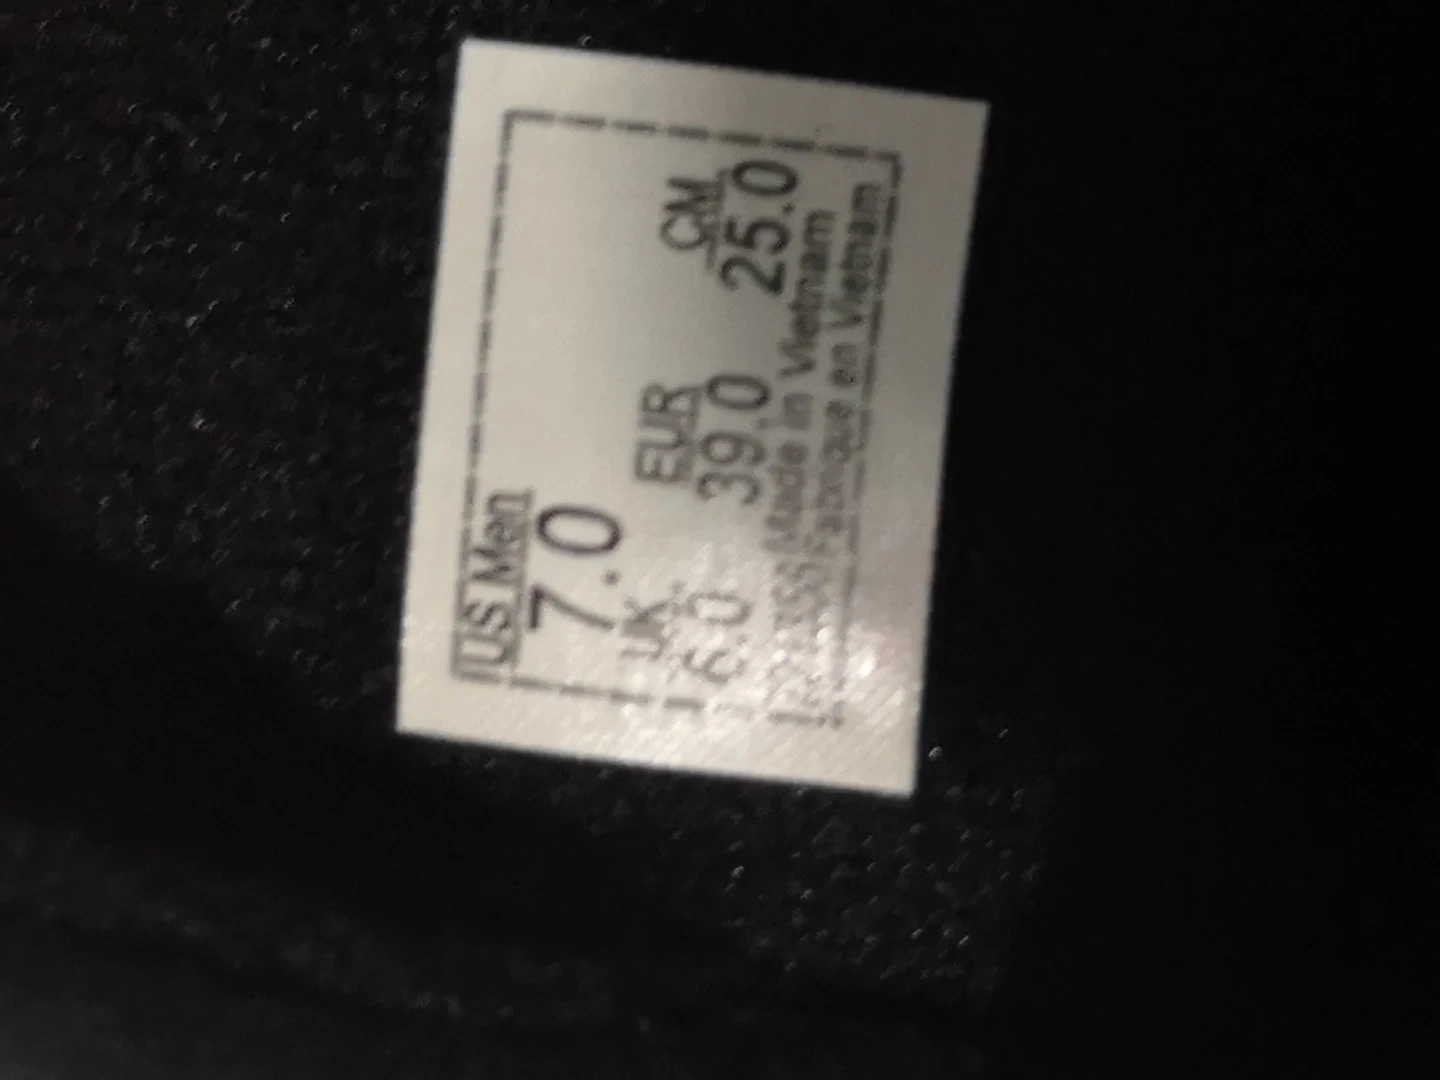 US Men
7.0
UK EUR CM
6.0 39.0 25.0
Made in Vietnam
Fabriqué en Vietnam